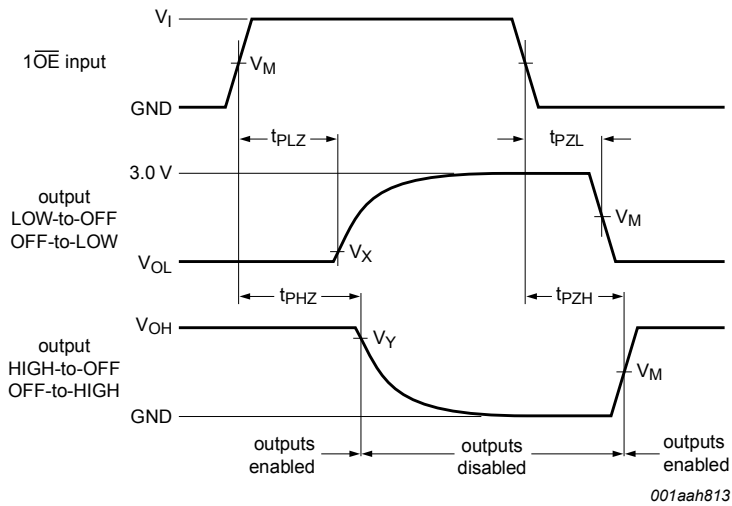 V_I
1O̅E̅ input
V_M
GND
t_PLZ
t_PZL
3.0 V
output
LOW-to-OFF
OFF-to-LOW
V_M
V_X
V_OL
t_PHZ
t_PZH
V_OH
V_Y
output
HIGH-to-OFF
OFF-to-HIGH
V_M
GND
outputs
enabled
outputs
disabled
outputs
enabled
001aah813